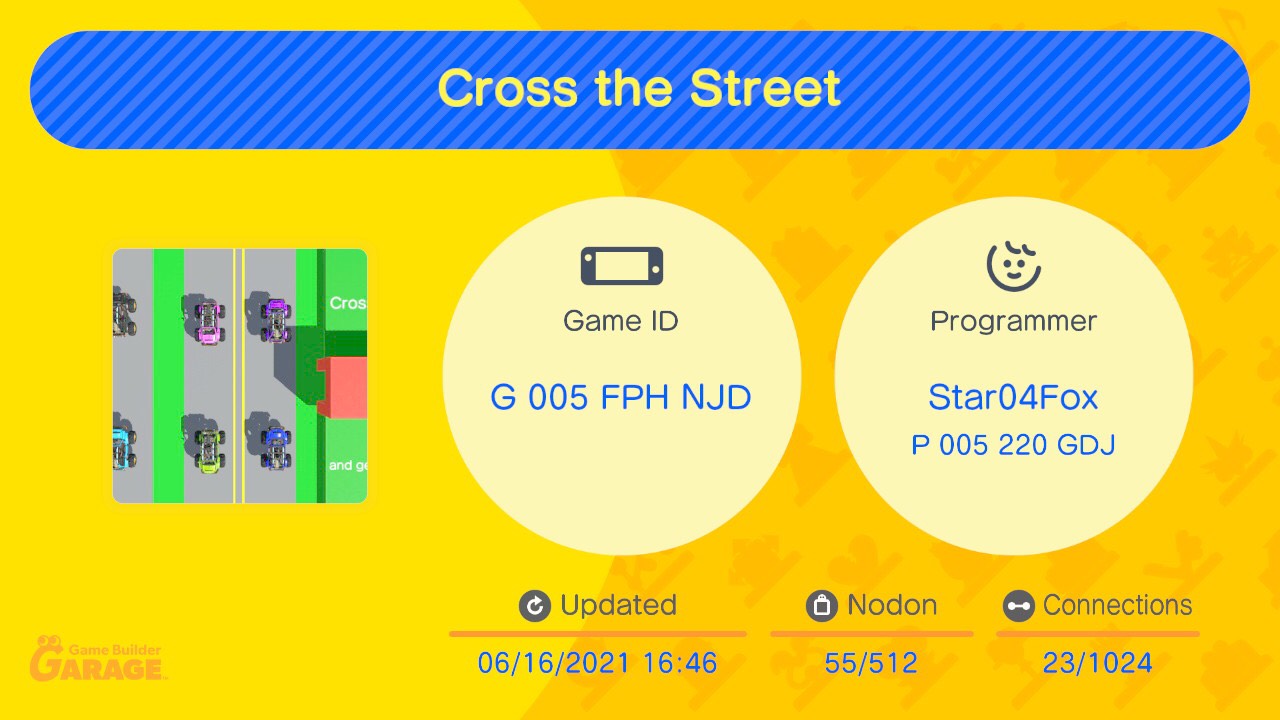 Cross the Street
Cros
and ge
Game ID
G 005 FPH NJD
Programmer
Star04Fox
P 005 220 GDJ
Updated
Nodon
Connections
06/16/2021 16:46
55/512
23/1024
Game Builder
GARAGE™